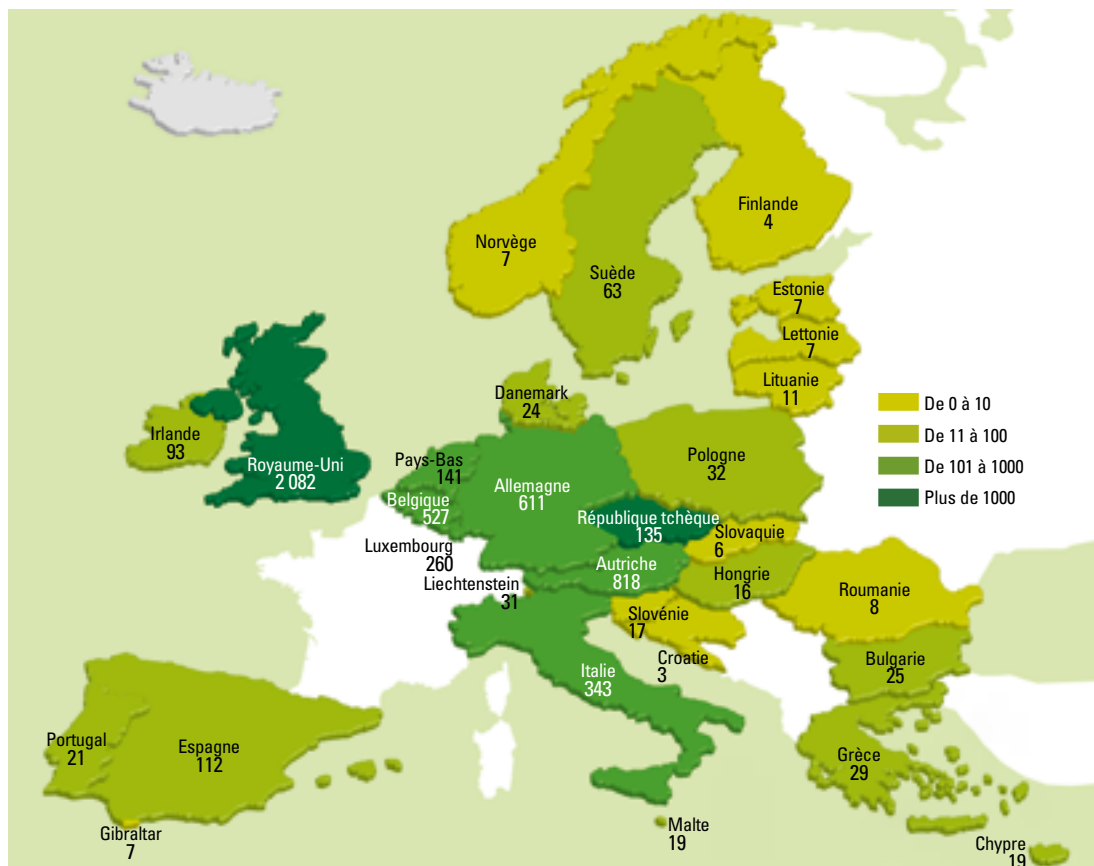 Finlande
4
Norvège
7
Suède
63
Estonie
7
Lettonie
7
Lituanie
11
Danemark
24
Irlande
93
Royaume-Uni
2 082
Pays-Bas
141
Belgique
527
Allemagne
611
Pologne
32
République tchèque
135
Slovaquie
6
Luxembourg
260
Liechtenstein
31
Autriche
818
Hongrie
16
Roumanie
8
Slovénie
17
Croatie
3
Italie
343
Bulgarie
25
Portugal
21
Espagne
112
Grèce
29
Gibraltar
7
Malte
19
Chypre
19
De 0 à 10
De 11 à 100
De 101 à 1000
Plus de 1000